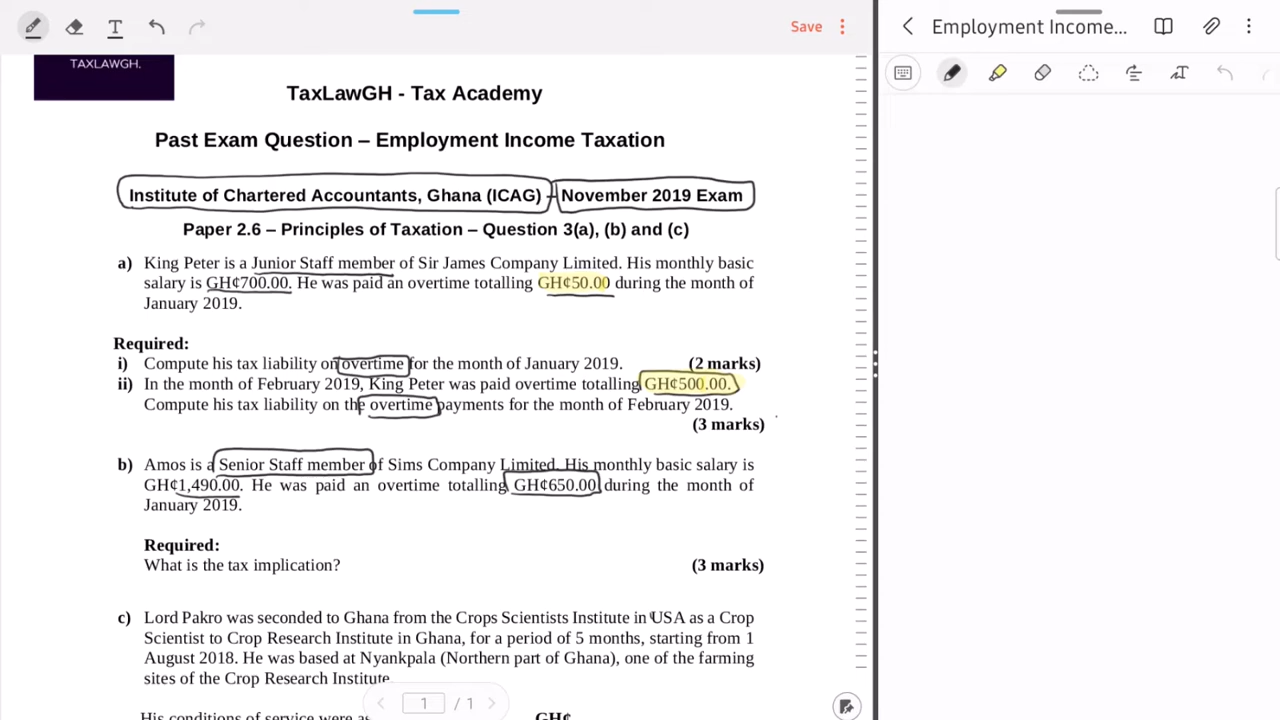 Save
Employment Income...
TAXLAWGH.
TaxLawGH - Tax Academy
Past Exam Question – Employment Income Taxation
Institute of Chartered Accountants, Ghana (ICAG) – November 2019 Exam
Paper 2.6 – Principles of Taxation – Question 3(a), (b) and (c)
a) King Peter is a Junior Staff member of Sir James Company Limited. His monthly basic
salary is GH¢700.00. He was paid an overtime totalling GH¢50.00 during the month of
January 2019.
Required:
i) Compute his tax liability on overtime for the month of January 2019. (2 marks)
ii) In the month of February 2019, King Peter was paid overtime totalling GH¢500.00.
Compute his tax liability on the overtime payments for the month of February 2019.
(3 marks)
b) Amos is a Senior Staff member of Sims Company Limited. His monthly basic salary is
GH¢1,490.00. He was paid an overtime totalling GH¢650.00 during the month of
January 2019.
Required:
What is the tax implication? (3 marks)
c) Lord Pakro was seconded to Ghana from the Crops Scientists Institute in USA as a Crop
Scientist to Crop Research Institute in Ghana, for a period of 5 months, starting from 1
August 2018. He was based at Nyankpala (Northern part of Ghana), one of the farming
sites of the Crop Research Institute.
1 / 1
His conditions of service were as GH¢